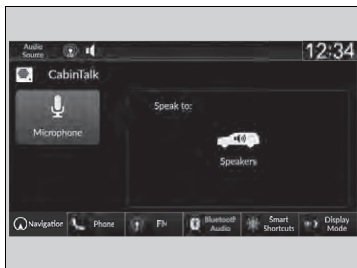 Audio
Source
12:34
CabinTalk
Microphone
Speak to:
Speakers
Navigation
Phone
FM
Bluetooth
Audio
Smart
Shortcuts
Display
Mode